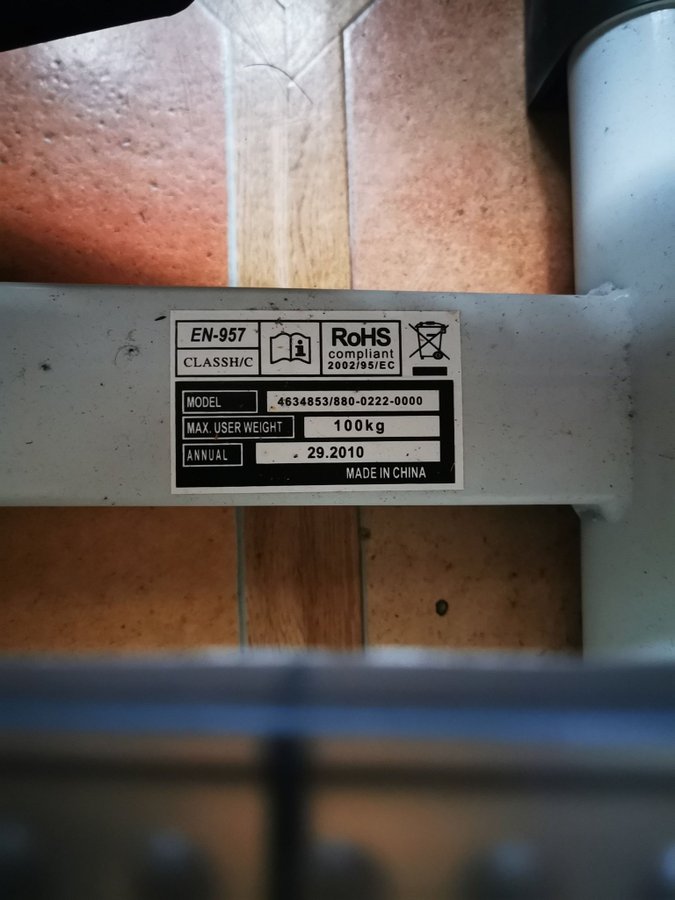 EN-957
CLASSH/C
RoHS
compliant
2002/95/EC
MODEL 4634853/880-0222-0000
MAX. USER WEIGHT 100kg
ANNUAL 29.2010
MADE IN CHINA